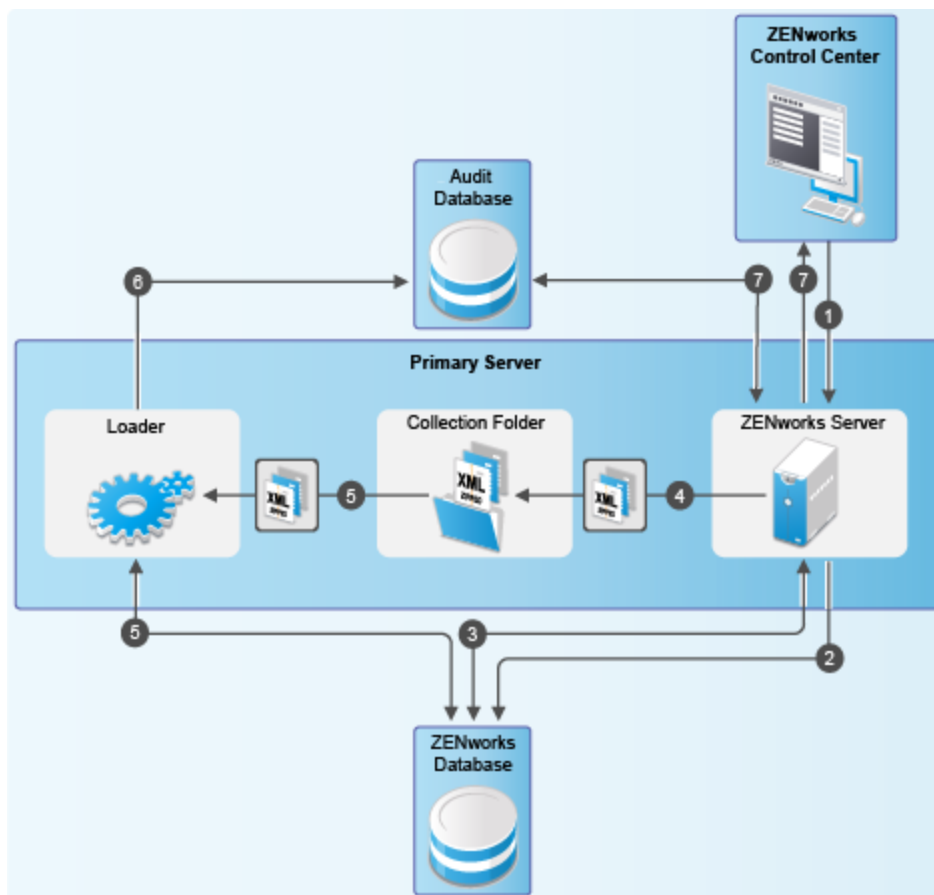 ZENworks
Control Center
Audit
Database
6
7
7
1
Primary Server
Loader
Collection Folder
ZENworks Server
XML
5
XML
XML
4
5
3
2
ZENworks
Database